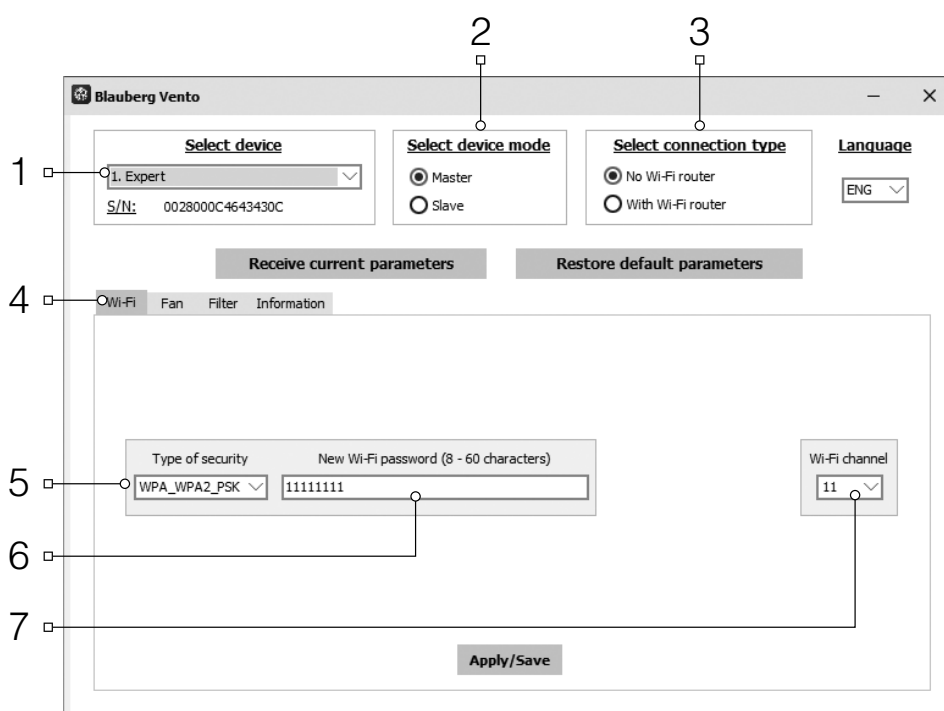 2 3
Blauberg Vento
Select device Select device mode Select connection type Language
1 1. Expert Master No Wi-Fi router ENG
S/N: 0028000C4643430C Slave With Wi-Fi router
Receive current parameters Restore default parameters
4 Wi-Fi Fan Filter Information
Type of security New Wi-Fi password (8 - 60 characters) Wi-Fi channel
5 WPA_WPA2_PSK 11111111 11
6
7
Apply/Save